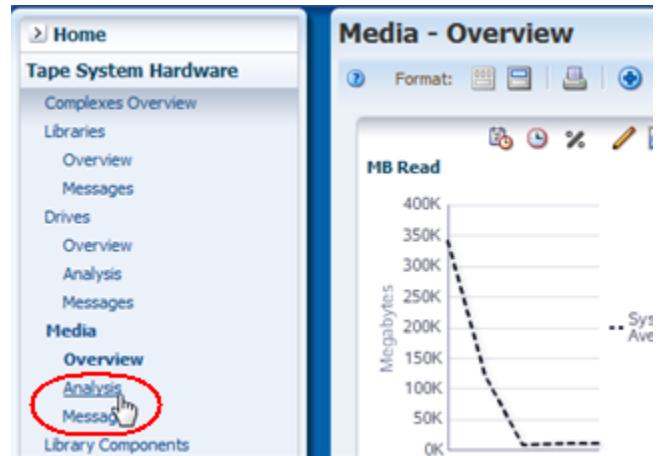 Home
Tape System Hardware
Complexes Overview
Libraries
Overview
Messages
Drives
Overview
Analysis
Messages
Media
Overview
Analysis
Library Components
Media - Overview
Format:
MB Read
400K
350K
300K
250K
200K
150K
100K
50K
0K
Megabytes